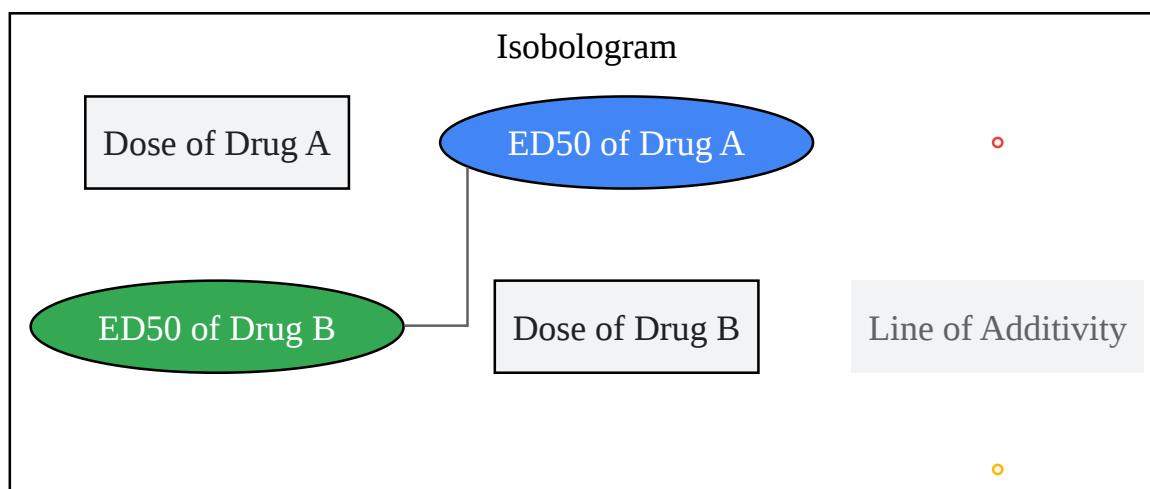 Isobologram
Dose of Drug A
ED50 of Drug A
ED50 of Drug B
Dose of Drug B
Line of Additivity